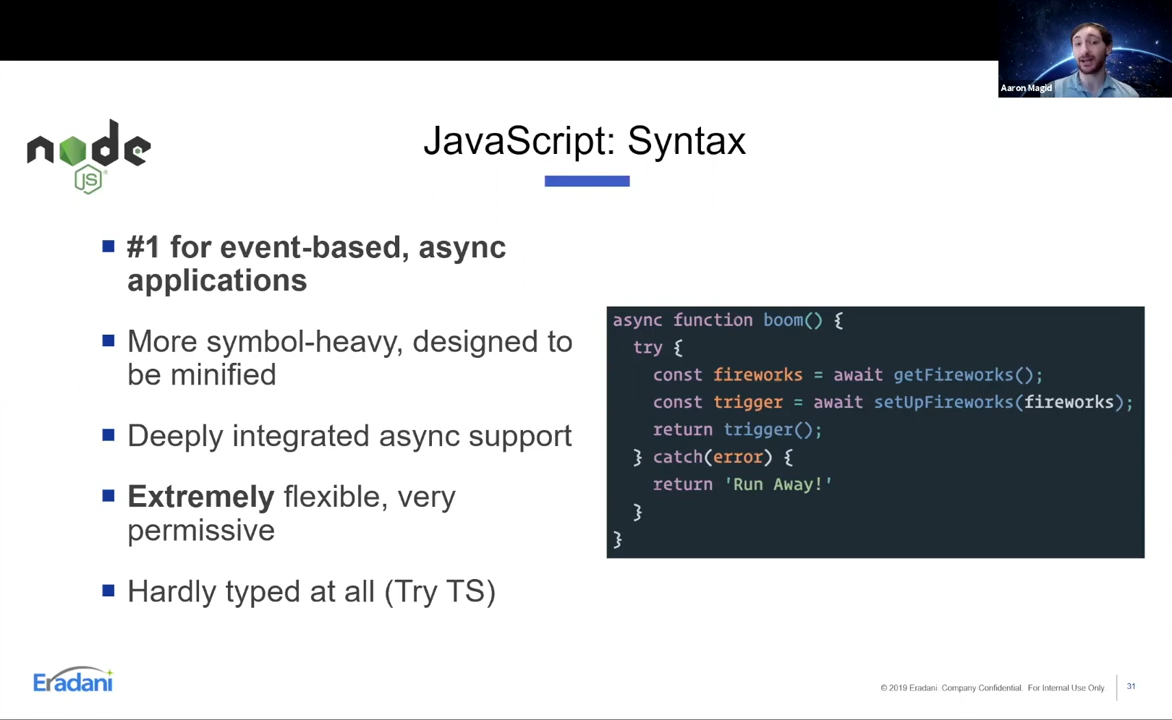 Aaron Magid
node
JS
JavaScript: Syntax
#1 for event-based, async
applications
More symbol-heavy, designed to
be minified
Deeply integrated async support
Extremely flexible, very
permissive
Hardly typed at all (Try TS)
async function boom() {
try {
const fireworks = await getFireworks();
const trigger = await setUpFireworks(fireworks);
return trigger();
} catch(error) {
return 'Run Away!'
}
}
Eradani
© 2019 Eradani. Company Confidential. For Internal Use Only
31